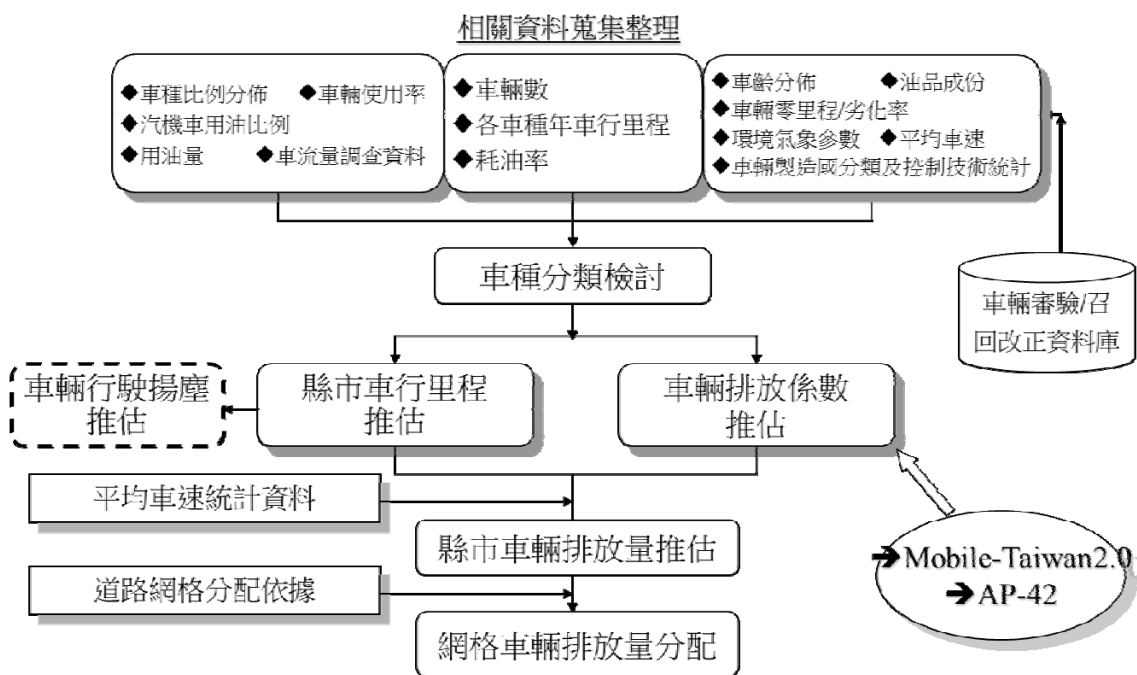 相關資料蒐集整理
◆車種比例分佈 ◆車輛使用率
◆汽機車用油比例
◆用油量 ◆車流量調查資料
◆車輛數
◆各車種年車行里程
◆耗油率
◆車齡分佈 ◆油品成份
◆車輛零里程/劣化率
◆環境氣象參數 ◆平均車速
◆車輛製造國分類及控制技術統計
車種分類檢討
車輛審驗/召
回改正資料庫
車輛行駛揚塵
推估
縣市車行里程
推估
車輛排放係數
推估
平均車速統計資料
縣市車輛排放量推估
➔Mobile-Taiwan2.0
➔AP-42
道路網格分配依據
網格車輛排放量分配